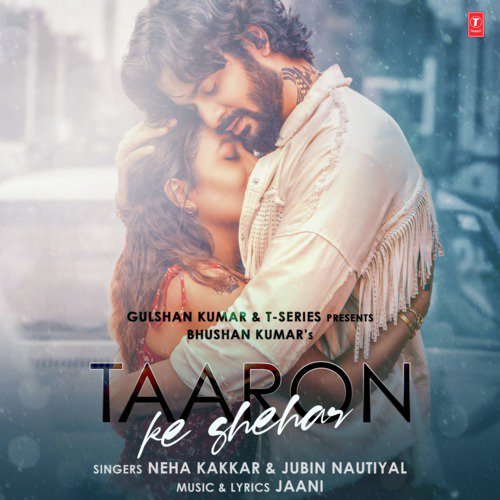 T
T-SERIES
GULSHAN KUMAR & T-SERIES PRESENTS
BHUSHAN KUMAR'S
TAARON
ke shehar
SINGERS NEHA KAKKAR & JUBIN NAUTIYAL
MUSIC & LYRICS JAANI